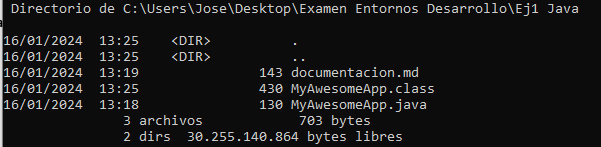 Directorio de C:\Users\Jose\Desktop\Examen Entornos Desarrollo\Ej1 Java
16/01/2024  13:25    <DIR>          .
16/01/2024  13:25    <DIR>          ..
16/01/2024  13:19               143 documentacion.md
16/01/2024  13:25               430 MyAwesomeApp.class
16/01/2024  13:18               130 MyAwesomeApp.java
3 archivos            703 bytes
2 dirs  30.255.140.864 bytes libres